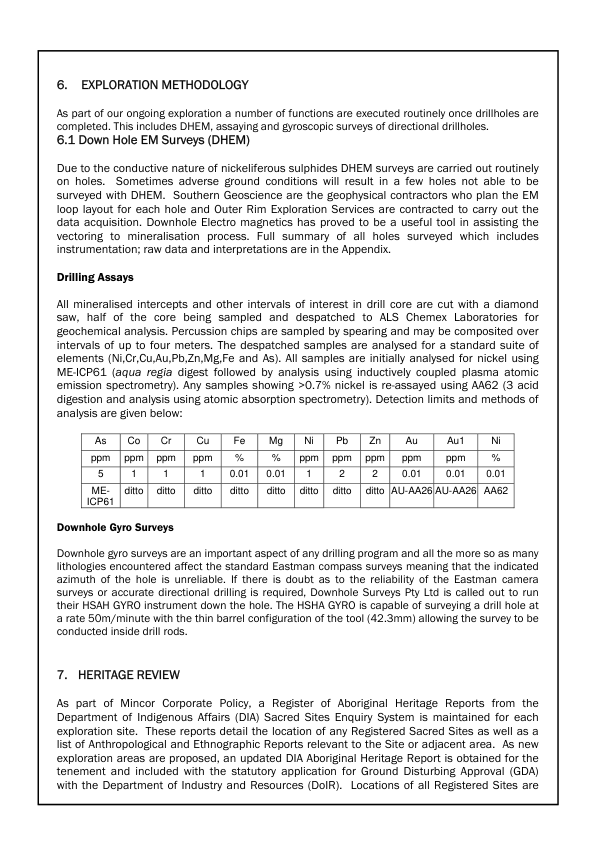 6. EXPLORATION METHODOLOGY
As part of our ongoing exploration a number of functions are executed routinely once drillholes are
completed. This includes DHEM, assaying and gyroscopic surveys of directional drillholes.
6.1 Down Hole EM Surveys (DHEM)
Due to the conductive nature of nickeliferous sulphides DHEM surveys are carried out routinely
on holes. Sometimes adverse ground conditions will result in a few holes not able to be
surveyed with DHEM. Southern Geoscience are the geophysical contractors who plan the EM
loop layout for each hole and Outer Rim Exploration Services are contracted to carry out the
data acquisition. Downhole Electro magnetics has proved to be a useful tool in assisting the
vectoring to mineralisation process. Full summary of all holes surveyed which includes
instrumentation; raw data and interpretations are in the Appendix.
Drilling Assays
All mineralised intercepts and other intervals of interest in drill core are cut with a diamond
saw, half of the core being sampled and despatched to ALS Chemex Laboratories for
geochemical analysis. Percussion chips are sampled by spearing and may be composited over
intervals of up to four meters. The despatched samples are analysed for a standard suite of
elements (Ni,Cr,Cu,Au,Pb,Zn,Mg,Fe and As). All samples are initially analysed for nickel using
ME-ICP61 (aqua regia digest followed by analysis using inductively coupled plasma atomic
emission spectrometry). Any samples showing >0.7% nickel is re-assayed using AA62 (3 acid
digestion and analysis using atomic absorption spectrometry). Detection limits and methods of
analysis are given below:
As Co Cr Cu Fe Mg Ni Pb Zn Au Au1 Ni
ppm ppm ppm ppm % % ppm ppm ppm ppm ppm %
5 1 1 1 0.01 0.01 1 2 2 0.01 0.01 0.01
ME- ditto ditto ditto ditto ditto ditto ditto ditto AU-AA26 AU-AA26 AA62
ICP61
Downhole Gyro Surveys
Downhole gyro surveys are an important aspect of any drilling program and all the more so as many
lithologies encountered affect the standard Eastman compass surveys meaning that the indicated
azimuth of the hole is unreliable. If there is doubt as to the reliability of the Eastman camera
surveys or accurate directional drilling is required, Downhole Surveys Pty Ltd is called out to run
their HSAH GYRO instrument down the hole. The HSHA GYRO is capable of surveying a drill hole at
a rate 50m/minute with the thin barrel configuration of the tool (42.3mm) allowing the survey to be
conducted inside drill rods.
7. HERITAGE REVIEW
As part of Mincor Corporate Policy, a Register of Aboriginal Heritage Reports from the
Department of Indigenous Affairs (DIA) Sacred Sites Enquiry System is maintained for each
exploration site. These reports detail the location of any Registered Sacred Sites as well as a
list of Anthropological and Ethnographic Reports relevant to the Site or adjacent area. As new
exploration areas are proposed, an updated DIA Aboriginal Heritage Report is obtained for the
tenement and included with the statutory application for Ground Disturbing Approval (GDA)
with the Department of Industry and Resources (DoIR). Locations of all Registered Sites are